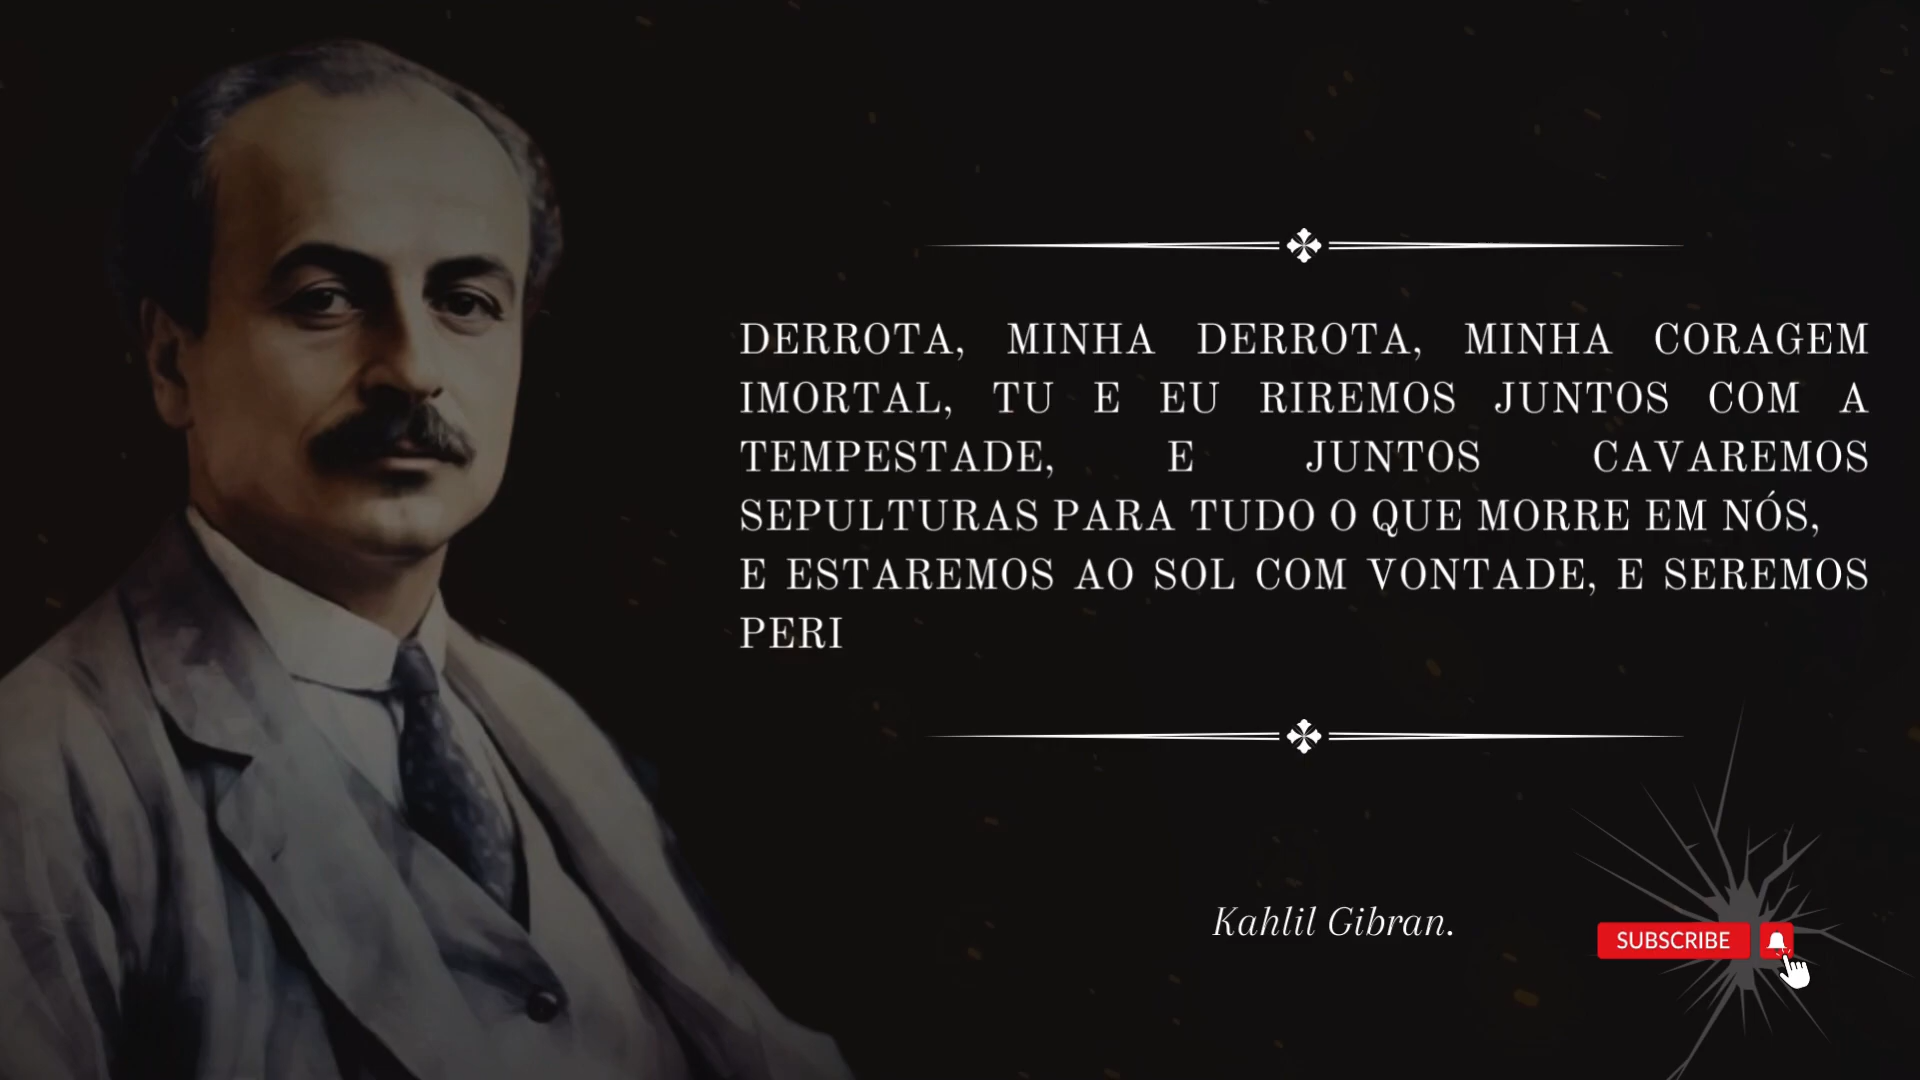 DERROTA, MINHA DERROTA, MINHA CORAGEM
IMORTAL, TU E EU RIREMOS JUNTOS COM A
TEMPESTADE, E JUNTOS CAVAREMOS
SEPULTURAS PARA TUDO O QUE MORRE EM NÓS,
E ESTAREMOS AO SOL COM VONTADE, E SEREMOS
PERI
Kahlil Gibran.
SUBSCRIBE